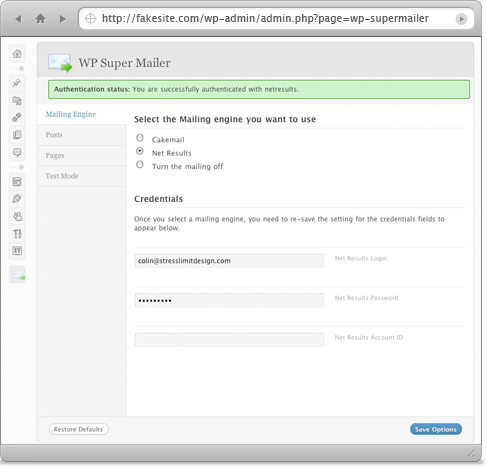 http://fakesite.com/wp-admin/admin.php?page=wp-supermailer
WP Super Mailer
Authentication status: You are successfully authenticated with netresults.
Mailing Engine
Posts
Pages
Test Mode
Select the Mailing engine you want to use
Cakemail
Net Results
Turn the mailing off
Credentials
Once you select a mailing engine, you need to re-save the setting for the credentials fields to
appear below.
colin@stresslimitdesign.com
Net Results Login
•••••••••
Net Results Password
Net Results Account ID
Restore Defaults
Save Options